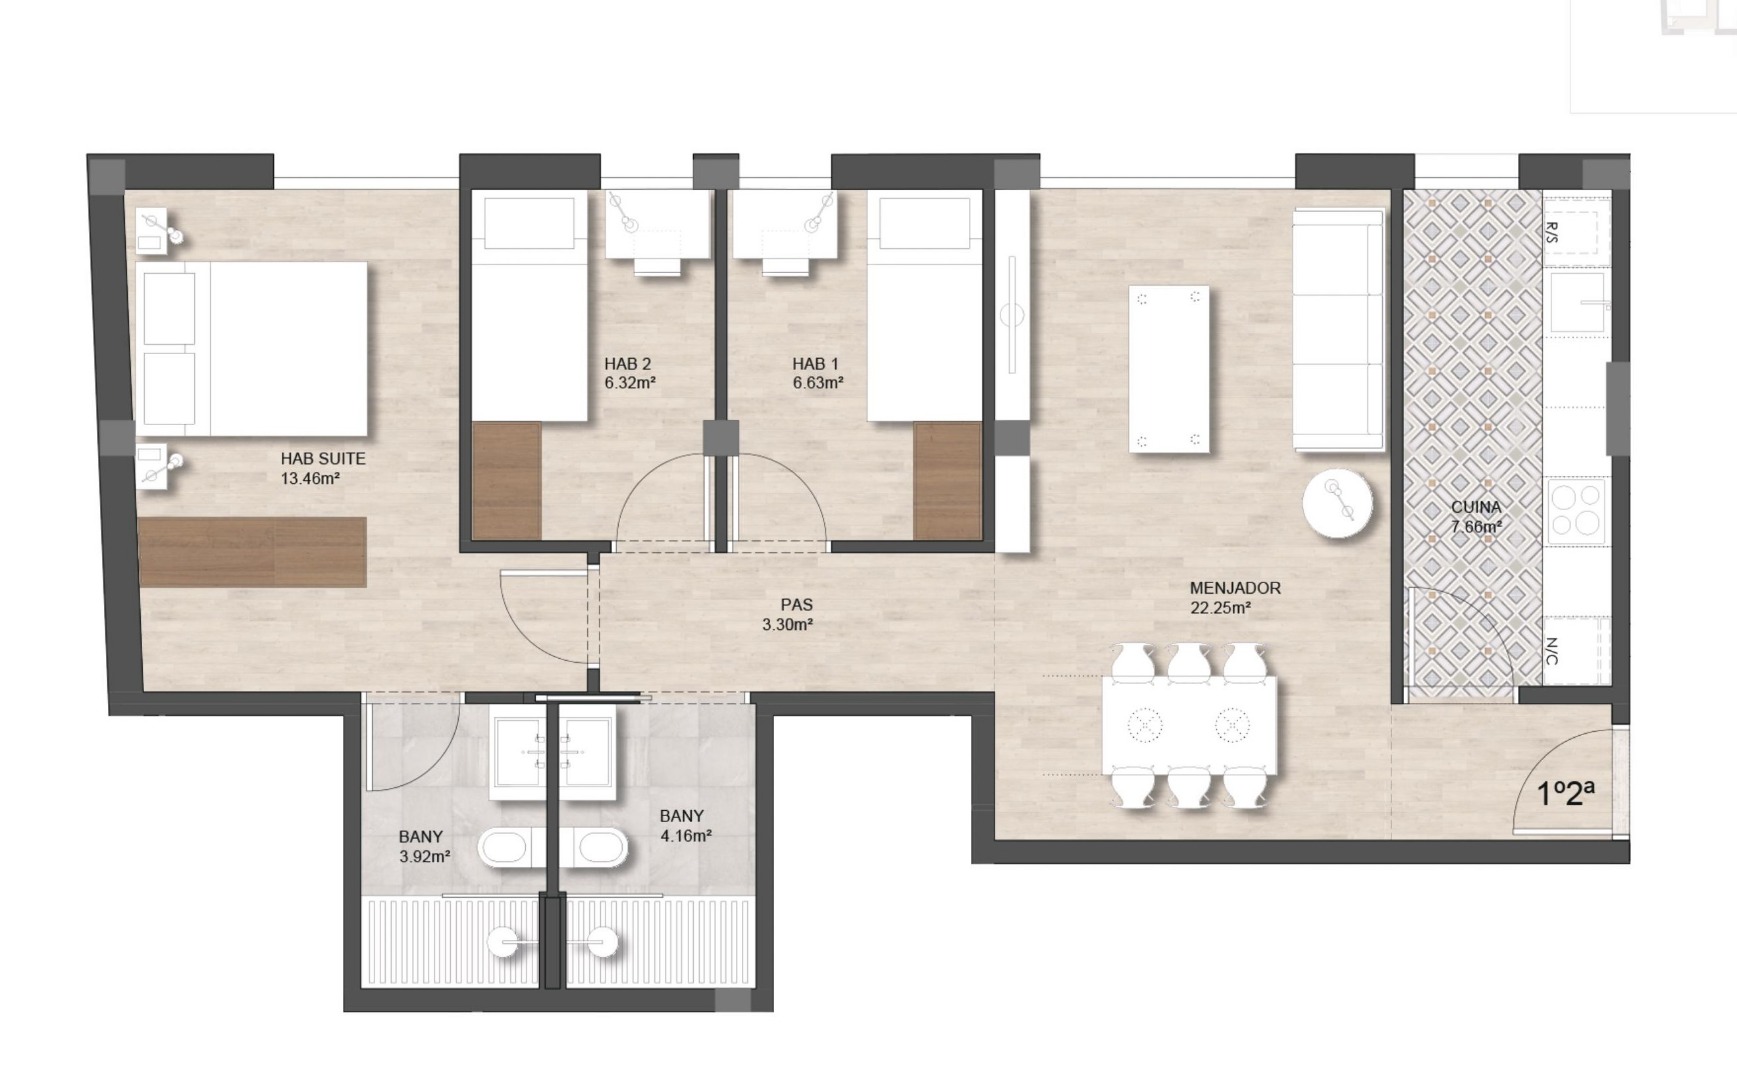 R/S
HAB 2
6.32m²
HAB 1
6.63m²
HAB SUITE
13.46m²
CUINA
7.66m²
MENJADOR
22.25m²
PAS
3.30m²
N/C
1º2ª
BANY
4.16m²
BANY
3.92m²